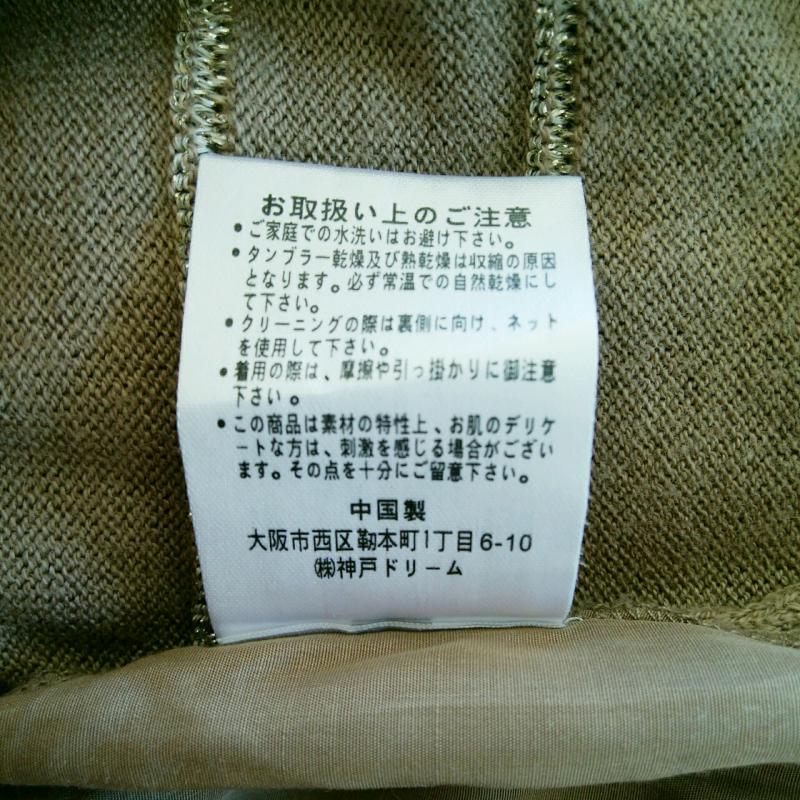 お取扱い上のご注意
●ご家庭での水洗いはお避け下さい。
●タンブラー乾燥及び熱乾燥は収縮の原因
となります。必ず常温での自然乾燥にし
て下さい。
●クリーニングの際は裏側に向け、ネット
を使用して下さい。
●着用の際は、摩擦や引っ掛かりに御注意
下さい。
●この商品は素材の特性上、お肌のデリケ
ートな方は、刺激を感じる場合がござい
ます。その点を十分にご留意下さい。
中国製
大阪市西区靭本町1丁目6-10
㈱神戸ドリーム